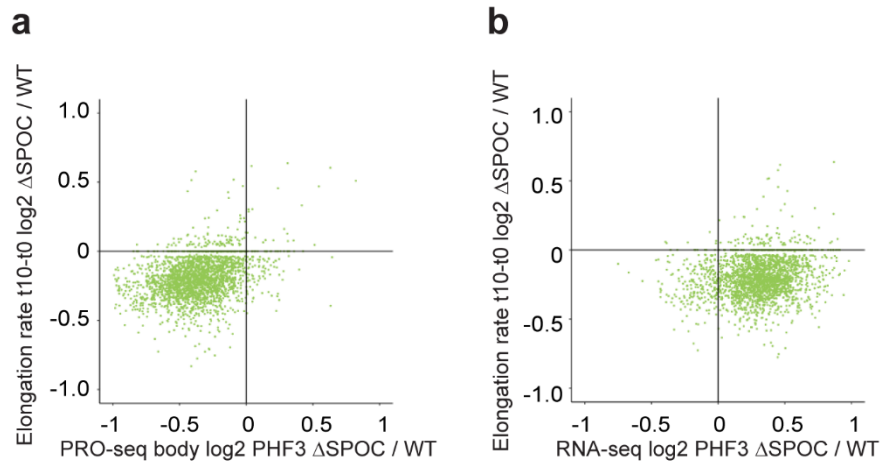 a
Elongation rate t10-t0 log2 ΔSPOC / WT
1.0
0.5
0
-0.5
-1.0
-1 -0.5 0 0.5 1
PRO-seq body log2 PHF3 ΔSPOC / WT
b
Elongation rate t10-t0 log2 ΔSPOC / WT
1.0
0.5
0
-0.5
-1.0
-1 -0.5 0 0.5 1
RNA-seq log2 PHF3 ΔSPOC / WT